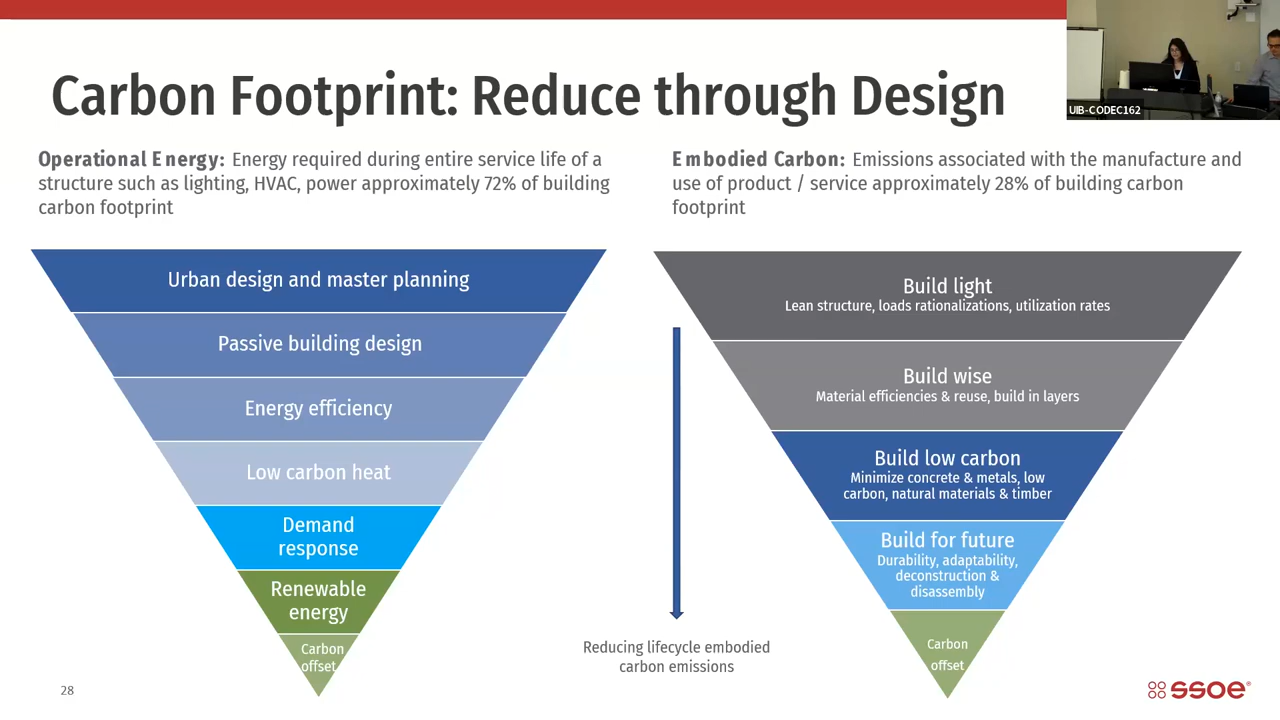 Carbon Footprint: Reduce through Design
UIB-CODEC162
Operational Energy: Energy required during entire service life of a
structure such as lighting, HVAC, power approximately 72% of building
carbon footprint
Embodied Carbon: Emissions associated with the manufacture and
use of product / service approximately 28% of building carbon
footprint
Urban design and master planning
Passive building design
Energy efficiency
Low carbon heat
Demand
response
Renewable
energy
Carbon
offset
Build light
Lean structure, loads rationalizations, utilization rates
Build wise
Material efficiencies & reuse, build in layers
Build low carbon
Minimize concrete & metals, low
carbon, natural materials & timber
Build for future
Durability, adaptability,
deconstruction &
disassembly
Carbon
offset
Reducing lifecycle embodied
carbon emissions
28
ssoe®